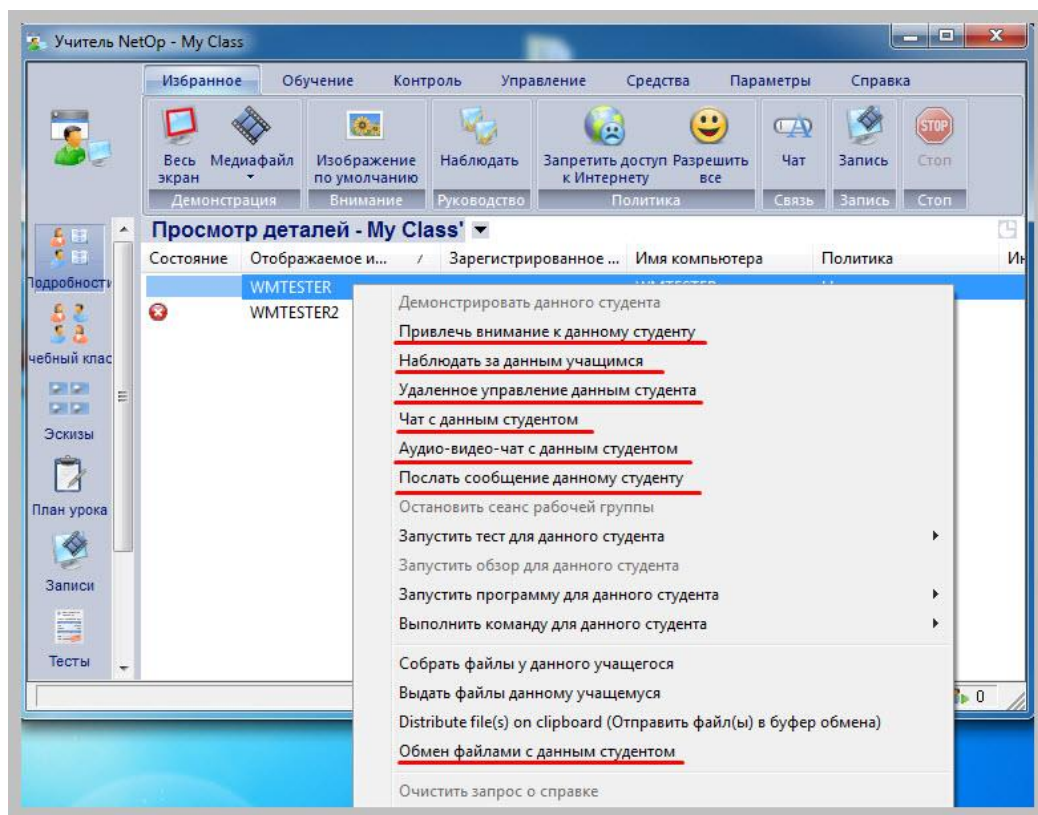 Учитель NetOp - My Class
Избранное Обучение Контроль Управление Средства Параметры Справка
Весь экран Медиафайл Изображение по умолчанию Наблюдать Запретить доступ к Интернету Разрешить все Чат Запись STOP Стоп
Демонстрация Внимание Руководство Политика Связь Запись Стоп
Просмотр деталей - My Class'
Состояние Отображаемое и... / Зарегистрированное ... Имя компьютера Политика Ин
WMTESTER
WMTESTER2
Подробности
чебный клас
Эскизы
План урока
Записи
Тесты
Демонстрировать данного студента
Привлечь внимание к данному студенту
Наблюдать за данным учащимся
Удаленное управление данным студента
Чат с данным студентом
Аудио-видео-чат с данным студентом
Послать сообщение данному студенту
Остановить сеанс рабочей группы
Запустить тест для данного студента
Запустить обзор для данного студента
Запустить программу для данного студента
Выполнить команду для данного студента
Собрать файлы у данного учащегося
Выдать файлы данному учащемуся
Distribute file(s) on clipboard (Отправить файл(ы) в буфер обмена)
Обмен файлами с данным студентом
Очистить запрос о справке
0